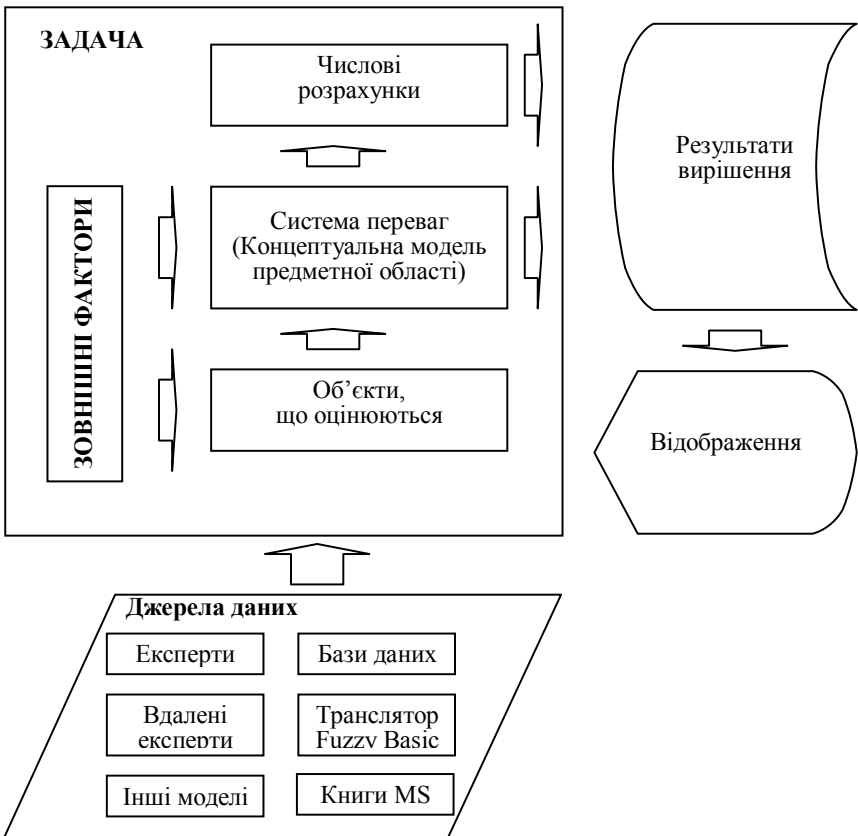 ЗАДАЧА
Числові
розрахунки
Система переваг
(Концептуальна модель
предметної області)
Об’єкти,
що оцінюються
ЗОВНІШНІ ФАКТОРИ
Результати
вирішення
Відображення
Джерела даних
Експерти
Бази даних
Вдалені
експерти
Транслятор
Fuzzy Basic
Інші моделі
Книги MS